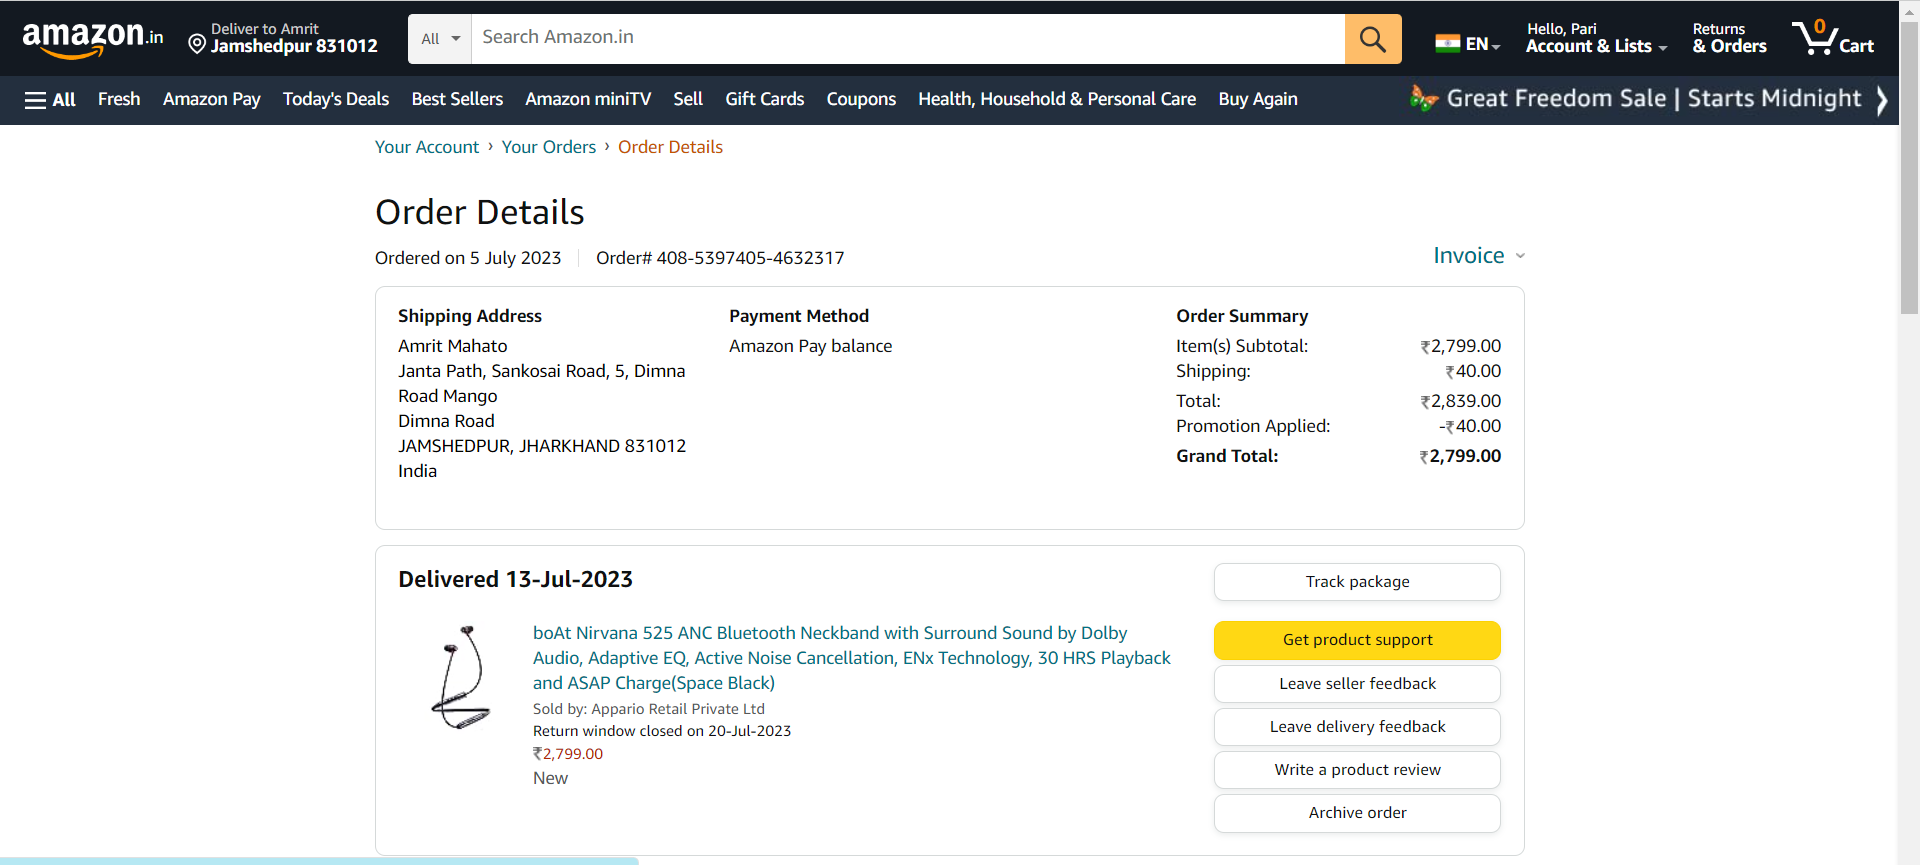 amazon.in
Deliver to Amrit
Jamshedpur 831012
All
Search Amazon.in
EN
Hello, Pari
Account & Lists
Returns
& Orders
0
Cart
All
Fresh
Amazon Pay
Today's Deals
Best Sellers
Amazon miniTV
Sell
Gift Cards
Coupons
Health, Household & Personal Care
Buy Again
Great Freedom Sale | Starts Midnight
Your Account › Your Orders › Order Details
Order Details
Ordered on 5 July 2023
Order# 408-5397405-4632317
Invoice
Shipping Address
Amrit Mahato
Janta Path, Sankosai Road, 5, Dimna
Road Mango
Dimna Road
JAMSHEDPUR, JHARKHAND 831012
India
Payment Method
Amazon Pay balance
Order Summary
Item(s) Subtotal: ₹2,799.00
Shipping: ₹40.00
Total: ₹2,839.00
Promotion Applied: -₹40.00
Grand Total: ₹2,799.00
Delivered 13-Jul-2023
boAt Nirvana 525 ANC Bluetooth Neckband with Surround Sound by Dolby
Audio, Adaptive EQ, Active Noise Cancellation, ENx Technology, 30 HRS Playback
and ASAP Charge(Space Black)
Sold by: Appario Retail Private Ltd
Return window closed on 20-Jul-2023
₹2,799.00
New
Track package
Get product support
Leave seller feedback
Leave delivery feedback
Write a product review
Archive order